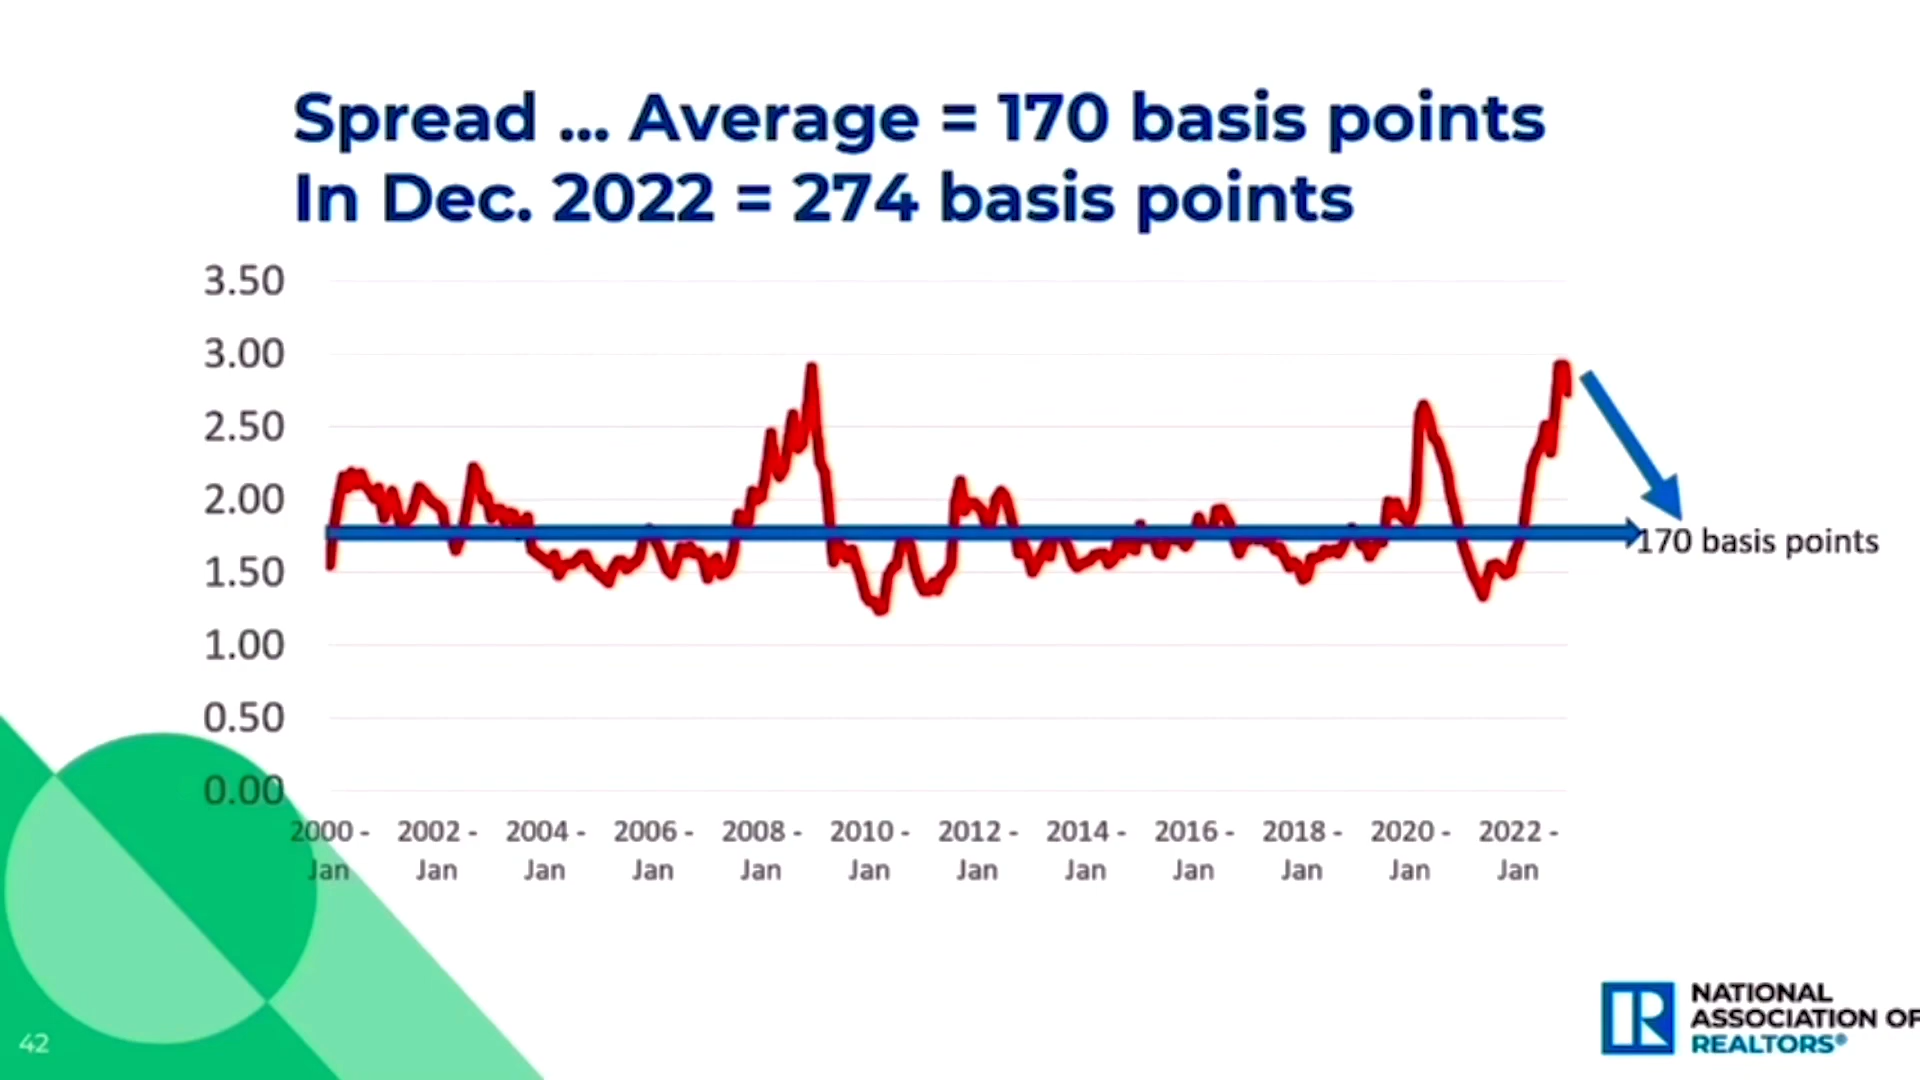 Spread ... Average = 170 basis points
In Dec. 2022 = 274 basis points
3.50
3.00
2.50
2.00
1.50
1.00
0.50
0.00
170 basis points
2000 - Jan
2002 - Jan
2004 - Jan
2006 - Jan
2008 - Jan
2010 - Jan
2012 - Jan
2014 - Jan
2016 - Jan
2018 - Jan
2020 - Jan
2022 - Jan
42
NATIONAL
ASSOCIATION OF
REALTORS®